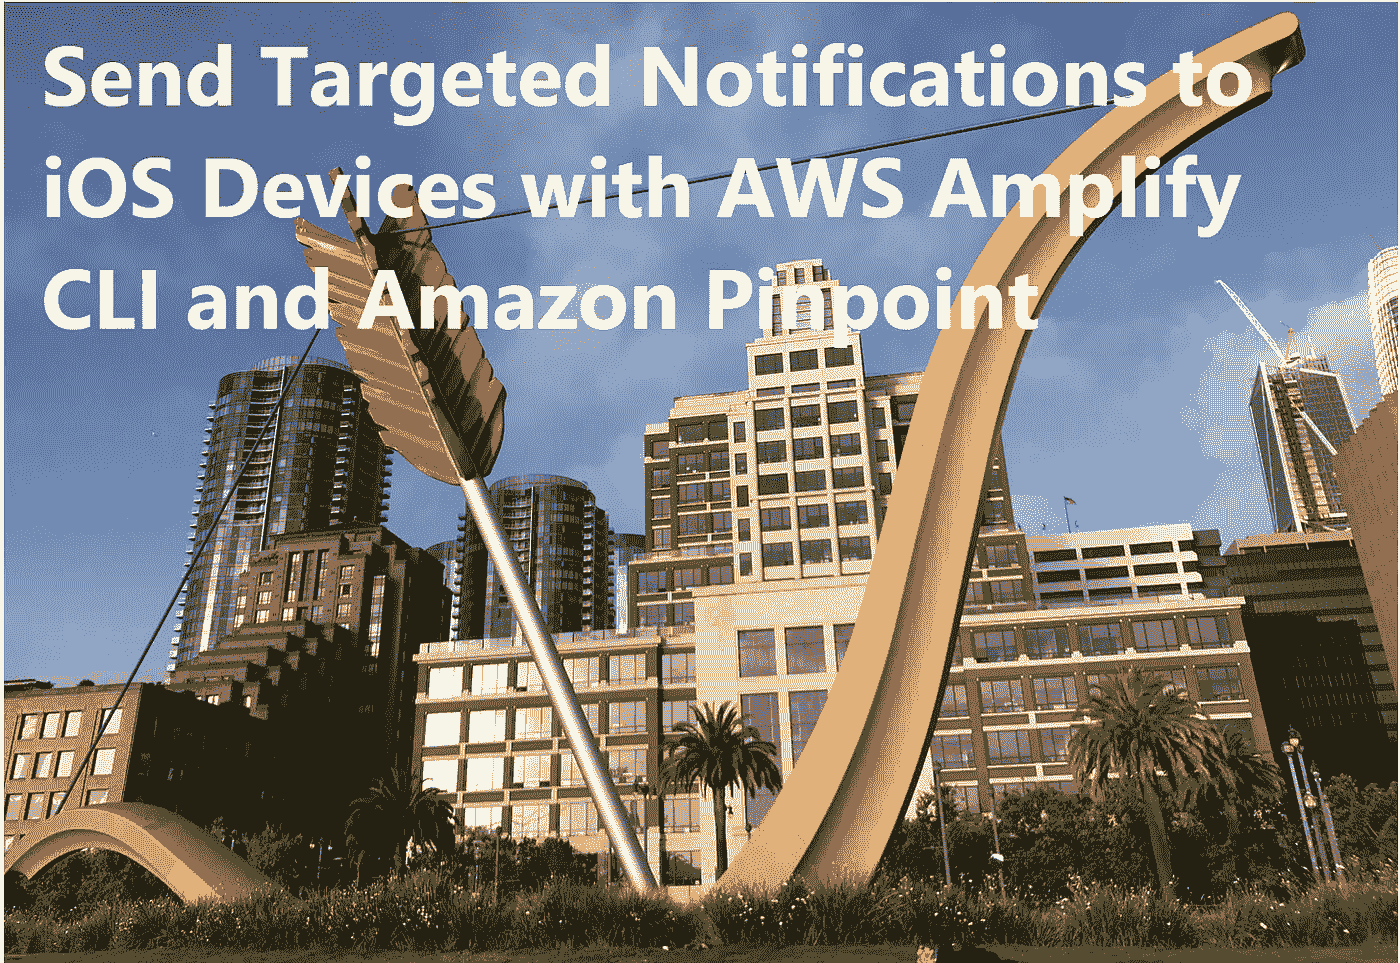 Send Targeted Notifications to
iOS Devices with AWS Amplify
CLI and Amazon Pinpoint